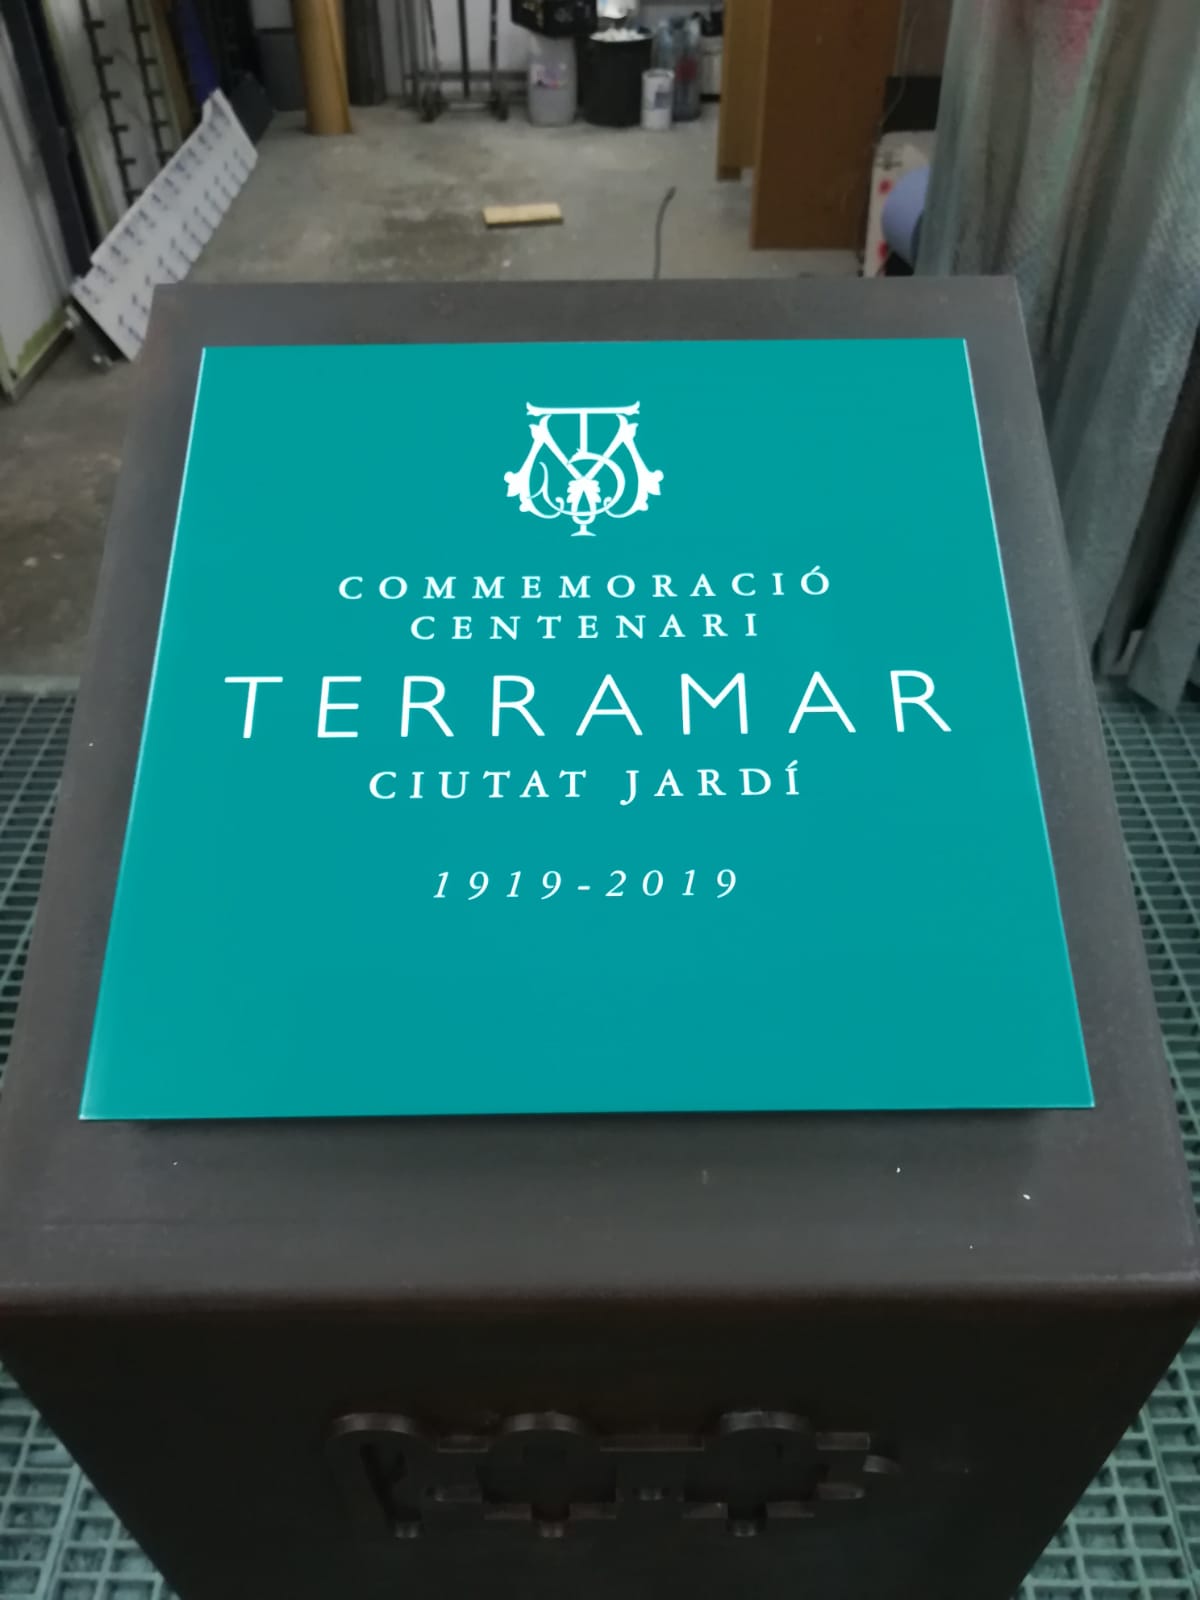 COMMEMORACIÓ
CENTENARI
TERRAMAR
CIUTAT JARDÍ
1919-2019